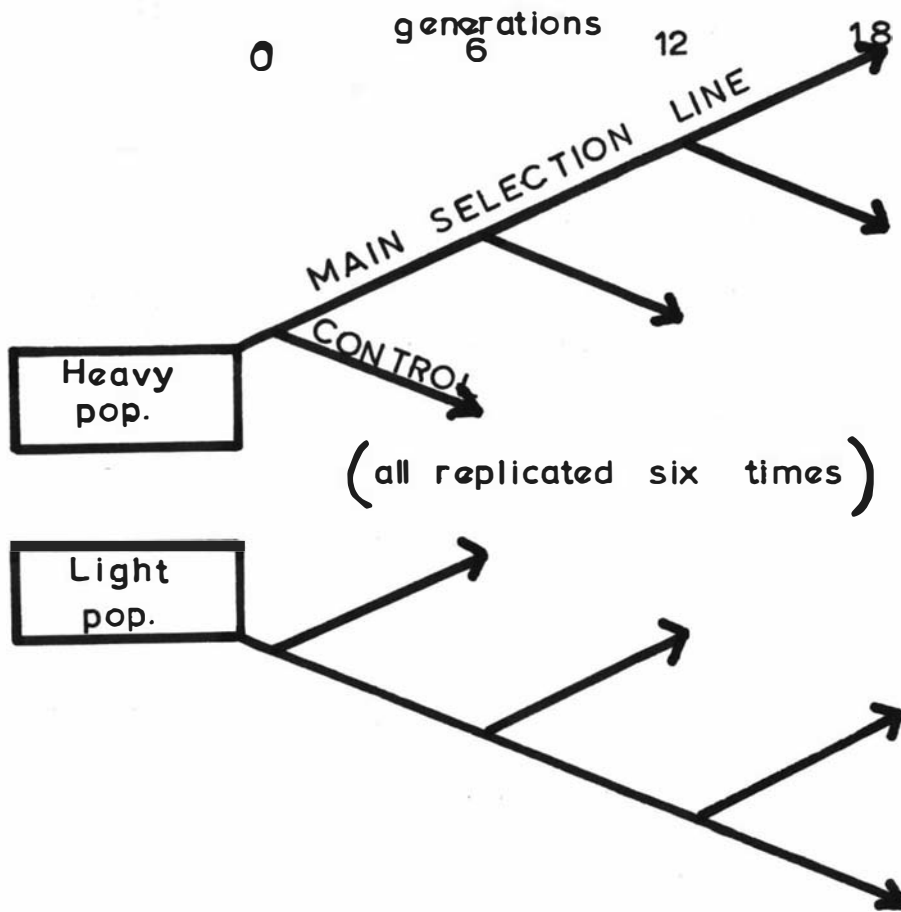 generations
0 6 12 18
MAIN SELECTION LINE
CONTROL
Heavy
pop.
(all replicated six times)
Light
pop.